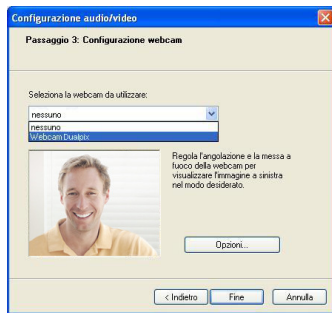 Configurazione audio/video
Passaggio 3: Configurazione webcam
Seleziona la webcam da utilizzare:
nessuno
nessuno
Webcam Dualpix
Regola l'angolazione e la messa a
fuoco della webcam per
visualizzare l'immagine a sinistra
nel modo desiderato.
Opzioni...
< Indietro
Fine
Annulla